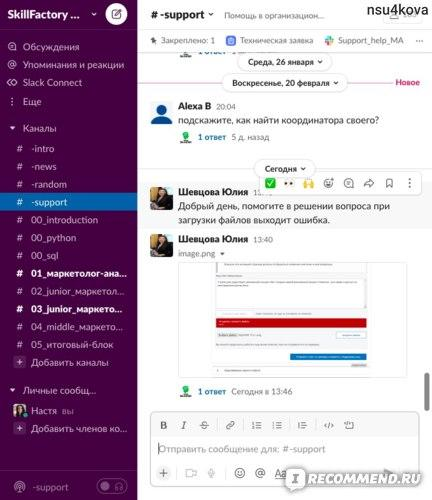 nsu4kova
SkillFactory ...
# -support
Помощь в организацион...
Обсуждения
Упоминания и реакции
Slack Connect
Еще
Каналы
# -intro
# -news
# -random
# -support
# 00_introduction
# 00_python
# 00_sql
# 01_маркетолог-ана...
# 02_junior_маркетол...
# 03_junior_маркето...
# 04_middle_маркето...
# 05_итоговый-блок
Добавить каналы
Личные сообщ...
Настя вы
Добавить членов ко...
-support
Закреплено: 1
Техническая заявка
Support_help_MA
Среда, 26 января
Воскресенье, 20 февраля
Новое
Alexa B 20:04
подскажите, как найти координатора своего?
1 ответ 5 д. назад
Сегодня
Шевцова Юлия
Добрый день, помогите в решении вопроса при
загрузки файлов выходит ошибка.
Шевцова Юлия 13:40
image.png
1 ответ Сегодня в 13:46
Отправить сообщение для: #-support
I RECOMMEND.RU